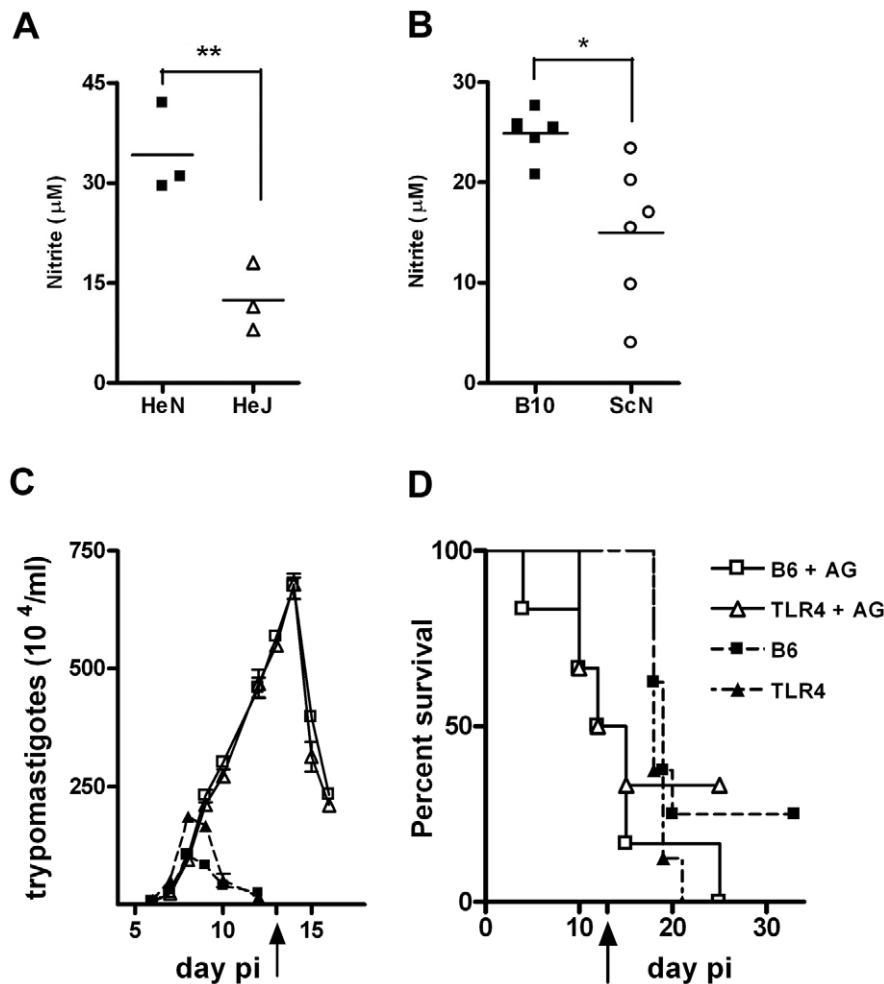 A
**
45
30
15
0
Nitrite ( μM)
HeN HeJ
B
*
30
20
10
0
Nitrite ( μM)
B10 ScN
C
750
500
250
trypomastigotes (10 4/ml)
5 10 15
day pi
D
100
50
0
Percent survival
0 10 20 30
day pi
B6 + AG
TLR4 + AG
B6
TLR4